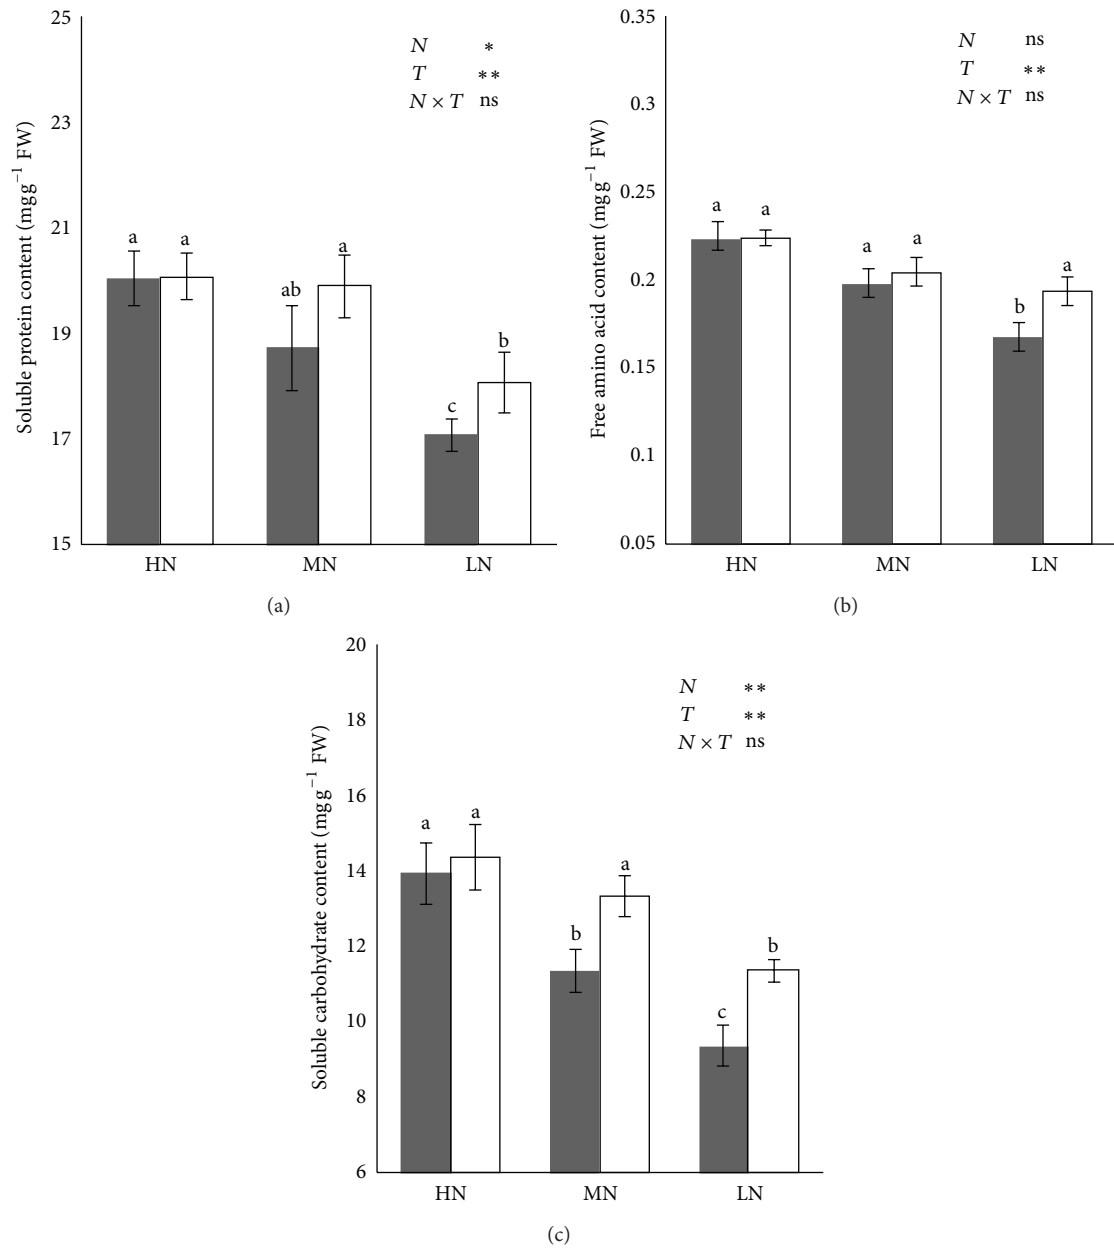 Soluble protein content (mg g⁻¹ FW)
25
23
21
19
17
15
N *
T **
N × T ns
a a
ab a
c b
HN MN LN
(a)
Free amino acid content (mg g⁻¹ FW)
0.35
0.3
0.25
0.2
0.15
0.1
0.05
N ns
T **
N × T ns
a a
a a
b a
HN MN LN
(b)
Soluble carbohydrate content (mg g⁻¹ FW)
20
18
16
14
12
10
8
6
N **
T **
N × T ns
a a
b a
c b
HN MN LN
(c)